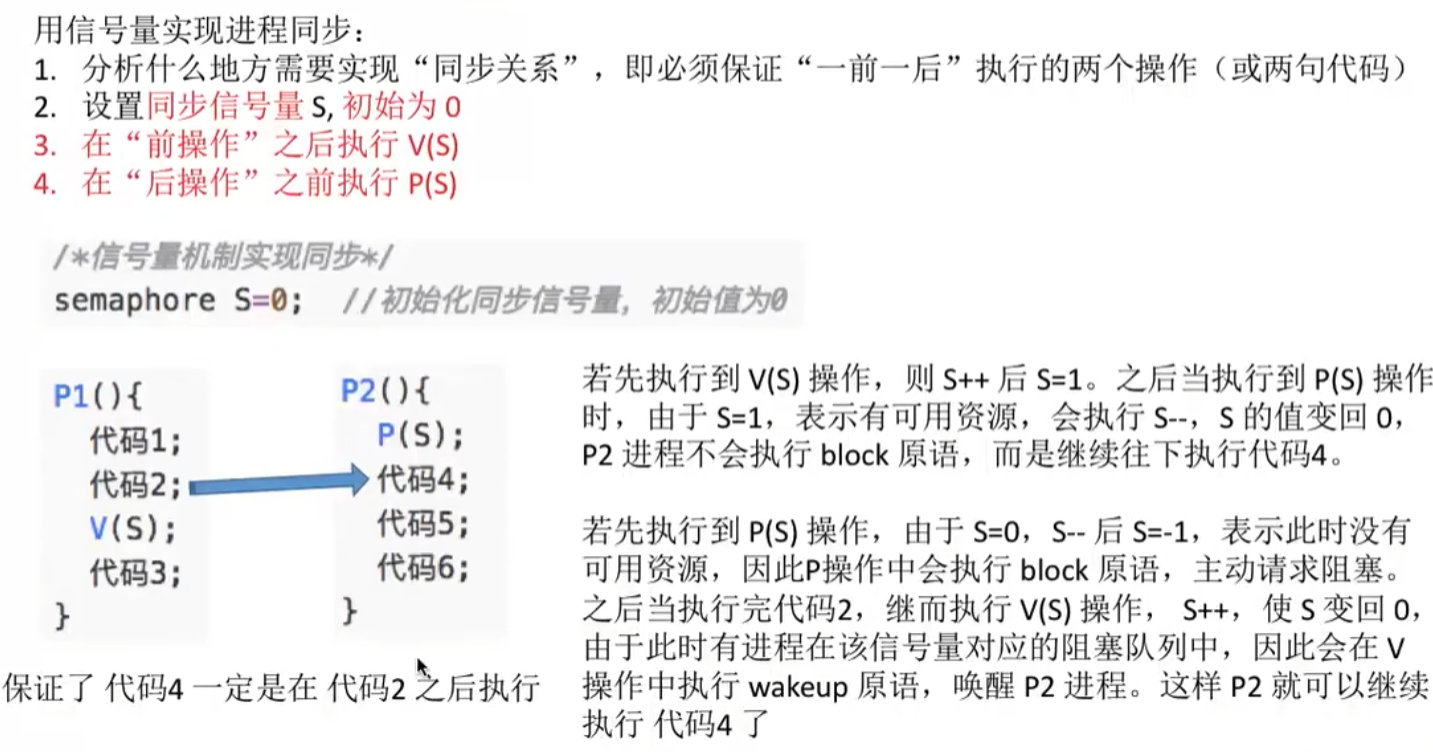 用信号量实现进程同步：
1. 分析什么地方需要实现“同步关系”，即必须保证“一前一后”执行的两个操作（或两句代码）
2. 设置同步信号量 S, 初始为 0
3. 在“前操作”之后执行 V(S)
4. 在“后操作”之前执行 P(S)
/*信号量机制实现同步*/
semaphore S=0; //初始化同步信号量，初始值为0
P1(){
代码1;
代码2;
V(S);
代码3;
}
P2(){
P(S);
代码4;
代码5;
代码6;
}
保证了 代码4 一定是在 代码2 之后执行
若先执行到 V(S) 操作，则 S++ 后 S=1。之后当执行到 P(S) 操作
时，由于 S=1，表示有可用资源，会执行 S--，S 的值变回 0，
P2 进程不会执行 block 原语，而是继续往下执行代码4。
若先执行到 P(S) 操作，由于 S=0，S-- 后 S=-1，表示此时没有
可用资源，因此P操作中会执行 block 原语，主动请求阻塞。
之后当执行完代码2，继而执行 V(S) 操作， S++，使 S 变回 0，
由于此时有进程在该信号量对应的阻塞队列中，因此会在 V
操作中执行 wakeup 原语，唤醒 P2 进程。这样 P2 就可以继续
执行 代码4 了